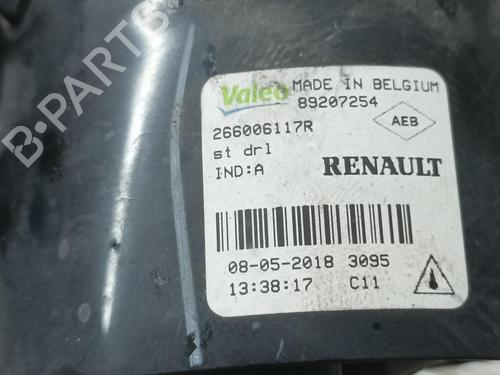 B-PARTS
Valeo
MADE IN BELGIUM
89207254
266006117R
AEB
st drl
IND:A
RENAULT
08-05-2018 3095
13:38:17 C11